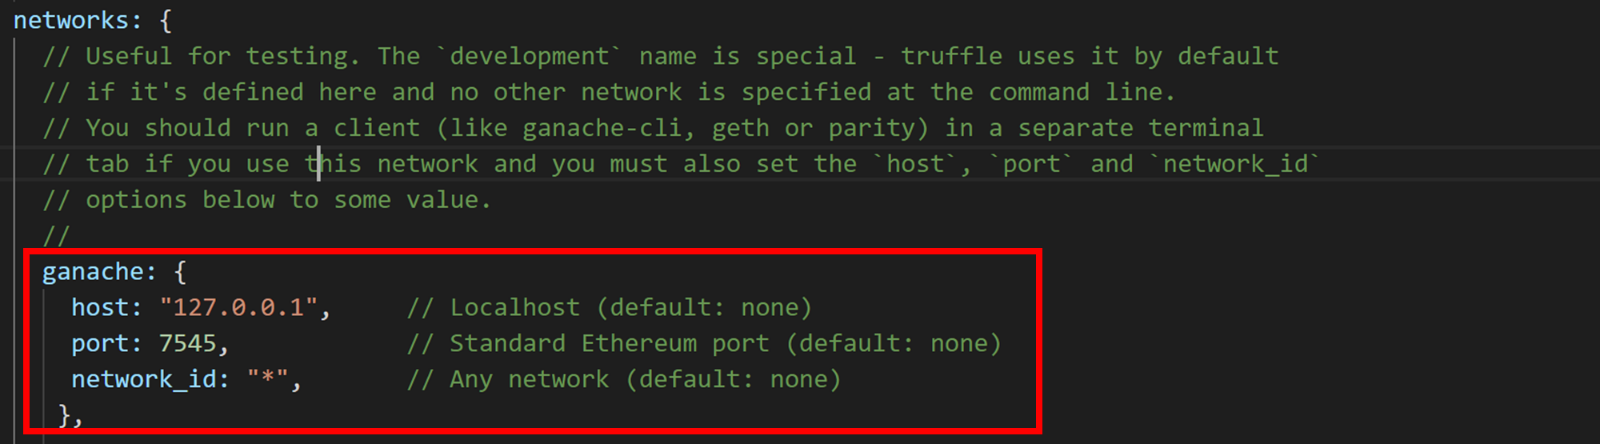 networks: {
// Useful for testing. The `development` name is special - truffle uses it by default
// if it's defined here and no other network is specified at the command line.
// You should run a client (like ganache-cli, geth or parity) in a separate terminal
// tab if you use this network and you must also set the `host`, `port` and `network_id`
// options below to some value.
//
ganache: {
host: "127.0.0.1", // Localhost (default: none)
port: 7545, // Standard Ethereum port (default: none)
network_id: "*", // Any network (default: none)
},